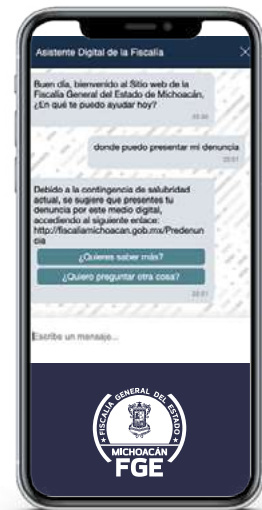 Asistente Digital de la Fiscalía
Buen día, bienvenido al Sitio web de la
Fiscalía General del Estado de Michoacán,
¿En qué te puedo ayudar hoy?
donde puedo presentar mi denuncia
Debido a la contingencia de salubridad
actual, se sugiere que presentes tu
denuncia por este medio digital,
accediendo al siguiente enlace:
http://fiscaliamichoacan.gob.mx/Predenun
cia
¿Quieres saber más?
¿Quiero preguntar otra cosa?
Escribe un mensaje...
FISCALÍA GENERAL DEL ESTADO
MICHOACÁN
FGE